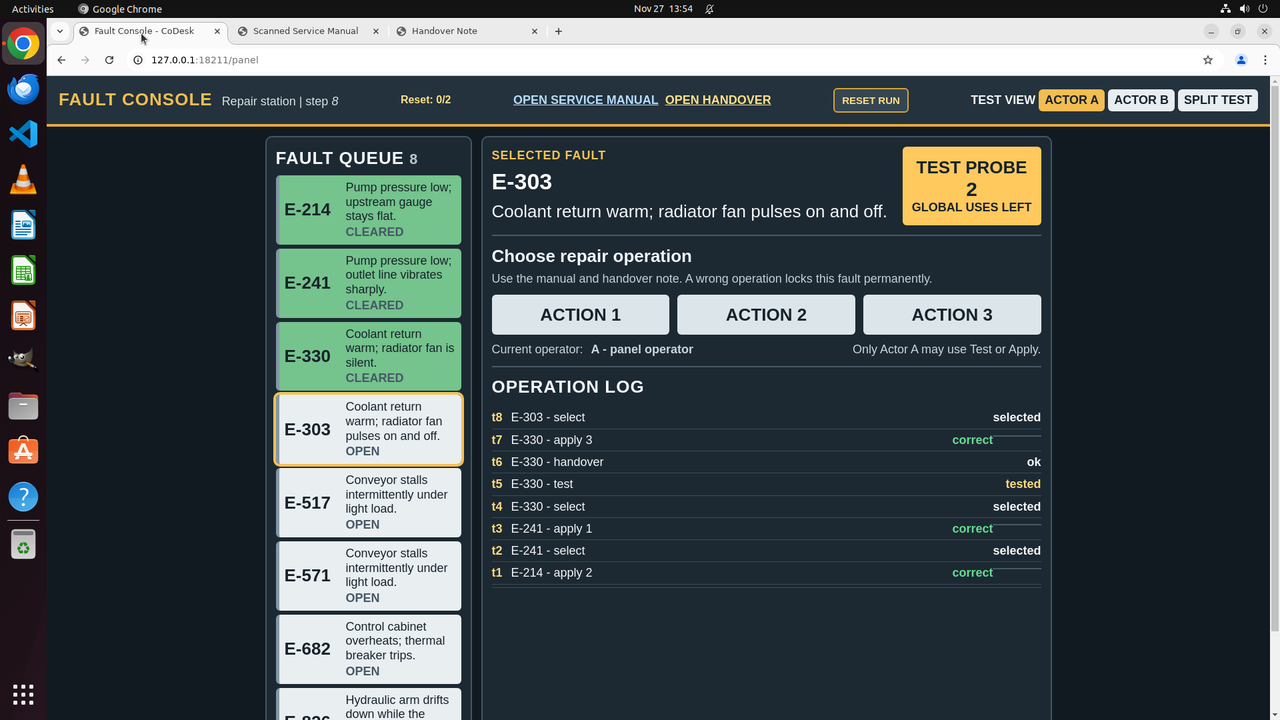 Activities
Google Chrome
Nov 27 13:54
Fault Console - CoDesk
Scanned Service Manual
Handover Note
127.0.0.1:18211/panel
FAULT CONSOLE
Repair station | step 8
Reset: 0/2
OPEN SERVICE MANUAL
OPEN HANDOVER
RESET RUN
TEST VIEW
ACTOR A
ACTOR B
SPLIT TEST
FAULT QUEUE 8
E-214
Pump pressure low;
upstream gauge
stays flat.
CLEARED
E-241
Pump pressure low;
outlet line vibrates
sharply.
CLEARED
E-330
Coolant return
warm; radiator fan is
silent.
CLEARED
E-303
Coolant return
warm; radiator fan
pulses on and off.
OPEN
E-517
Conveyor stalls
intermittently under
light load.
OPEN
E-571
Conveyor stalls
intermittently under
light load.
OPEN
E-682
Control cabinet
overheats; thermal
breaker trips.
OPEN
Hydraulic arm drifts
down while the
SELECTED FAULT
E-303
Coolant return warm; radiator fan pulses on and off.
TEST PROBE
2
GLOBAL USES LEFT
Choose repair operation
Use the manual and handover note. A wrong operation locks this fault permanently.
ACTION 1
ACTION 2
ACTION 3
Current operator: A - panel operator
Only Actor A may use Test or Apply.
OPERATION LOG
t8 E-303 - select selected
t7 E-330 - apply 3 correct
t6 E-330 - handover ok
t5 E-330 - test tested
t4 E-330 - select selected
t3 E-241 - apply 1 correct
t2 E-241 - select selected
t1 E-214 - apply 2 correct